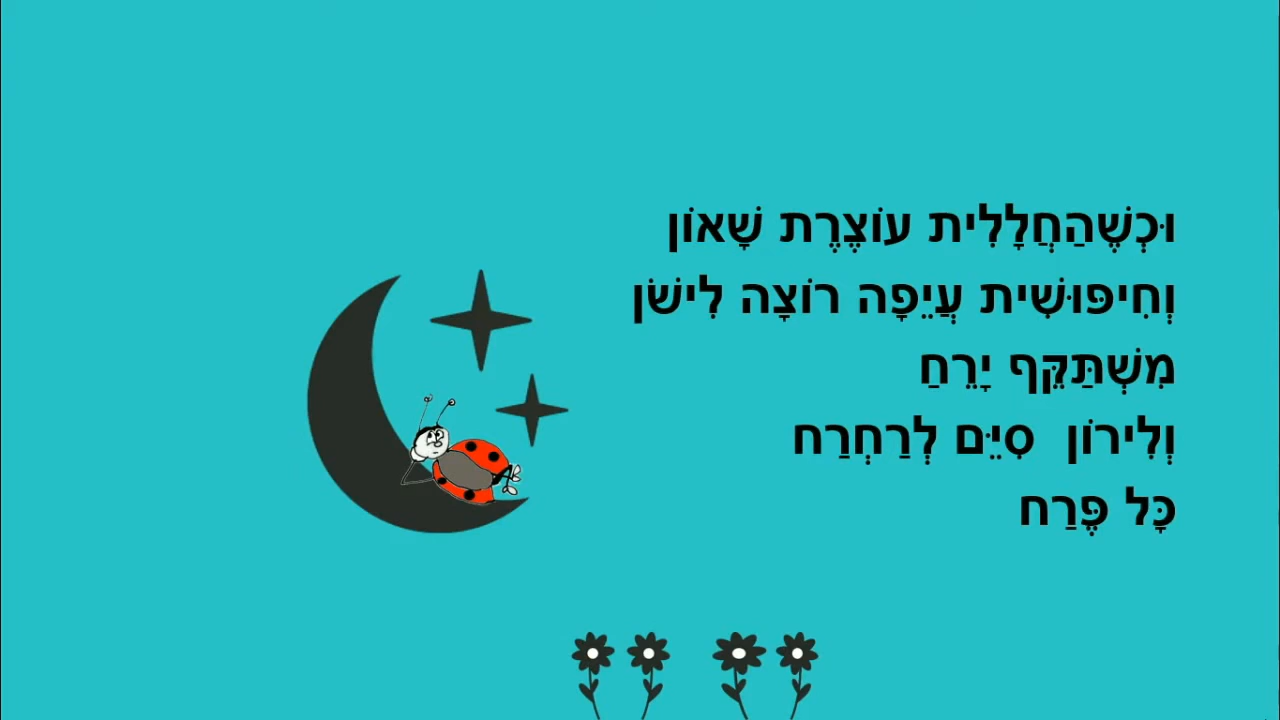 וּכְשֶׁהַחֲלָלִית עוֹצֶרֶת שָׁאוֹן
וְחִיפּוּשִׁית עֲיֵפָה רוֹצָה לִישֹׁן
מִשְׁתַּקֵּף יָרֵחַ
וְלִירוֹן סִיֵּם לְרַחְרַח
כָּל פֶּרַח